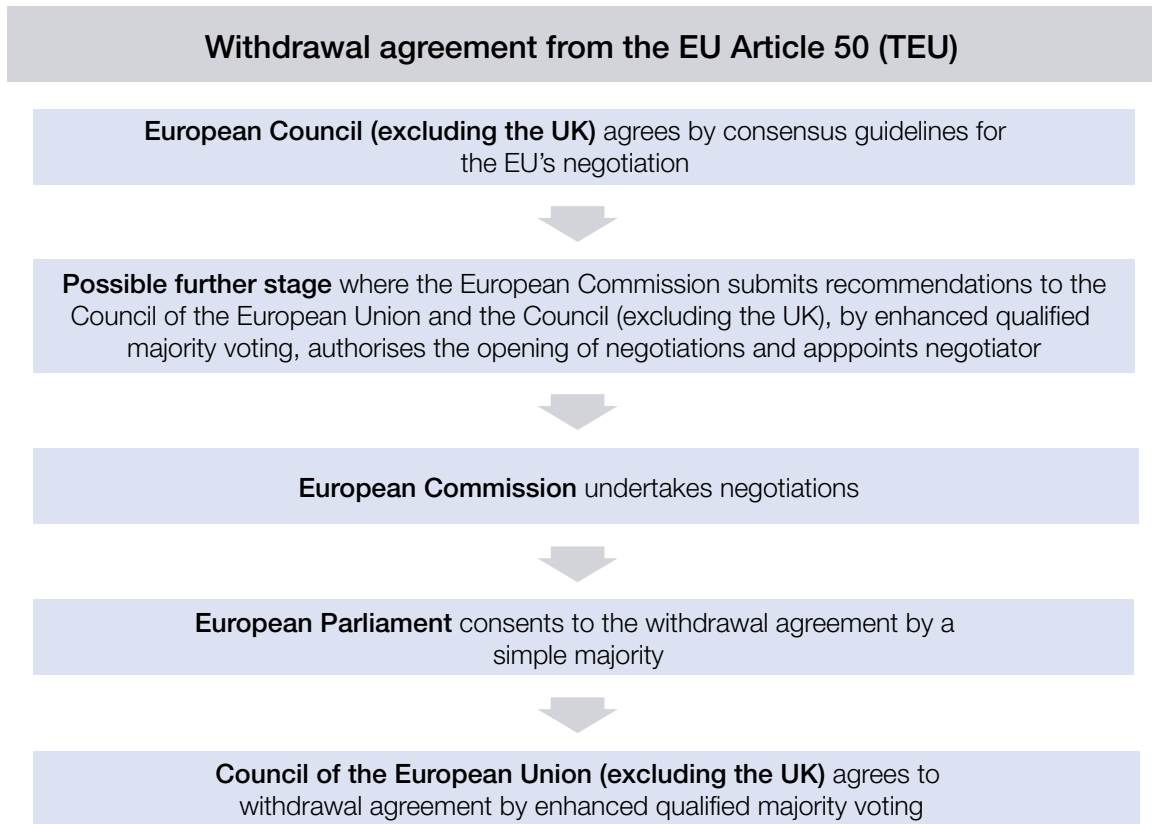 Withdrawal agreement from the EU Article 50 (TEU)
European Council (excluding the UK) agrees by consensus guidelines for
the EU's negotiation
Possible further stage where the European Commission submits recommendations to the
Council of the European Union and the Council (excluding the UK), by enhanced qualified
majority voting, authorises the opening of negotiations and apppoints negotiator
European Commission undertakes negotiations
European Parliament consents to the withdrawal agreement by a
simple majority
Council of the European Union (excluding the UK) agrees to
withdrawal agreement by enhanced qualified majority voting